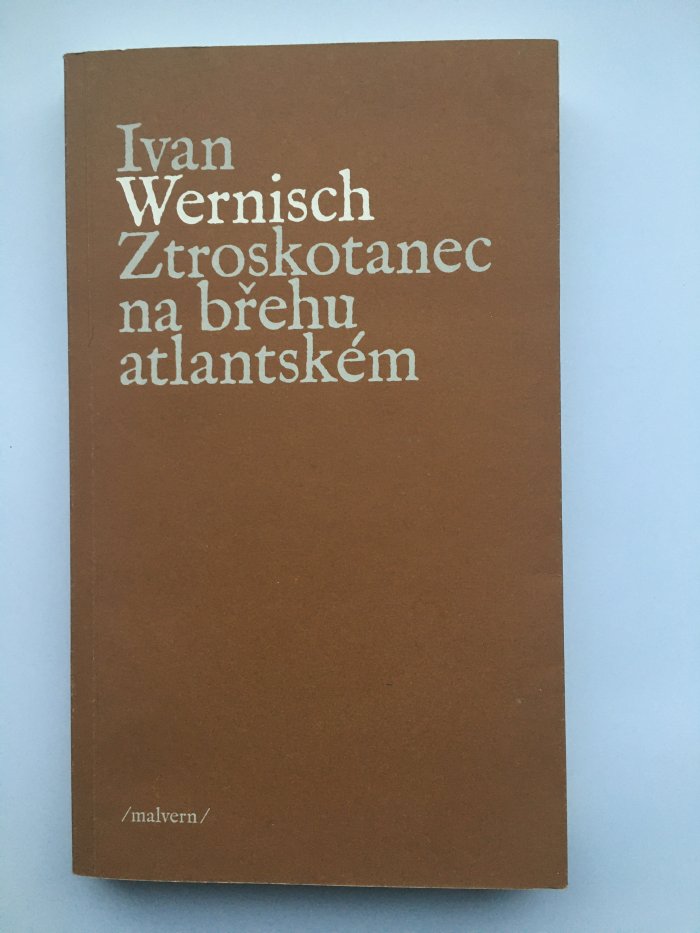 Ivan
Wernisch
Ztroskotanec
na břehu
atlantském
/malvern/